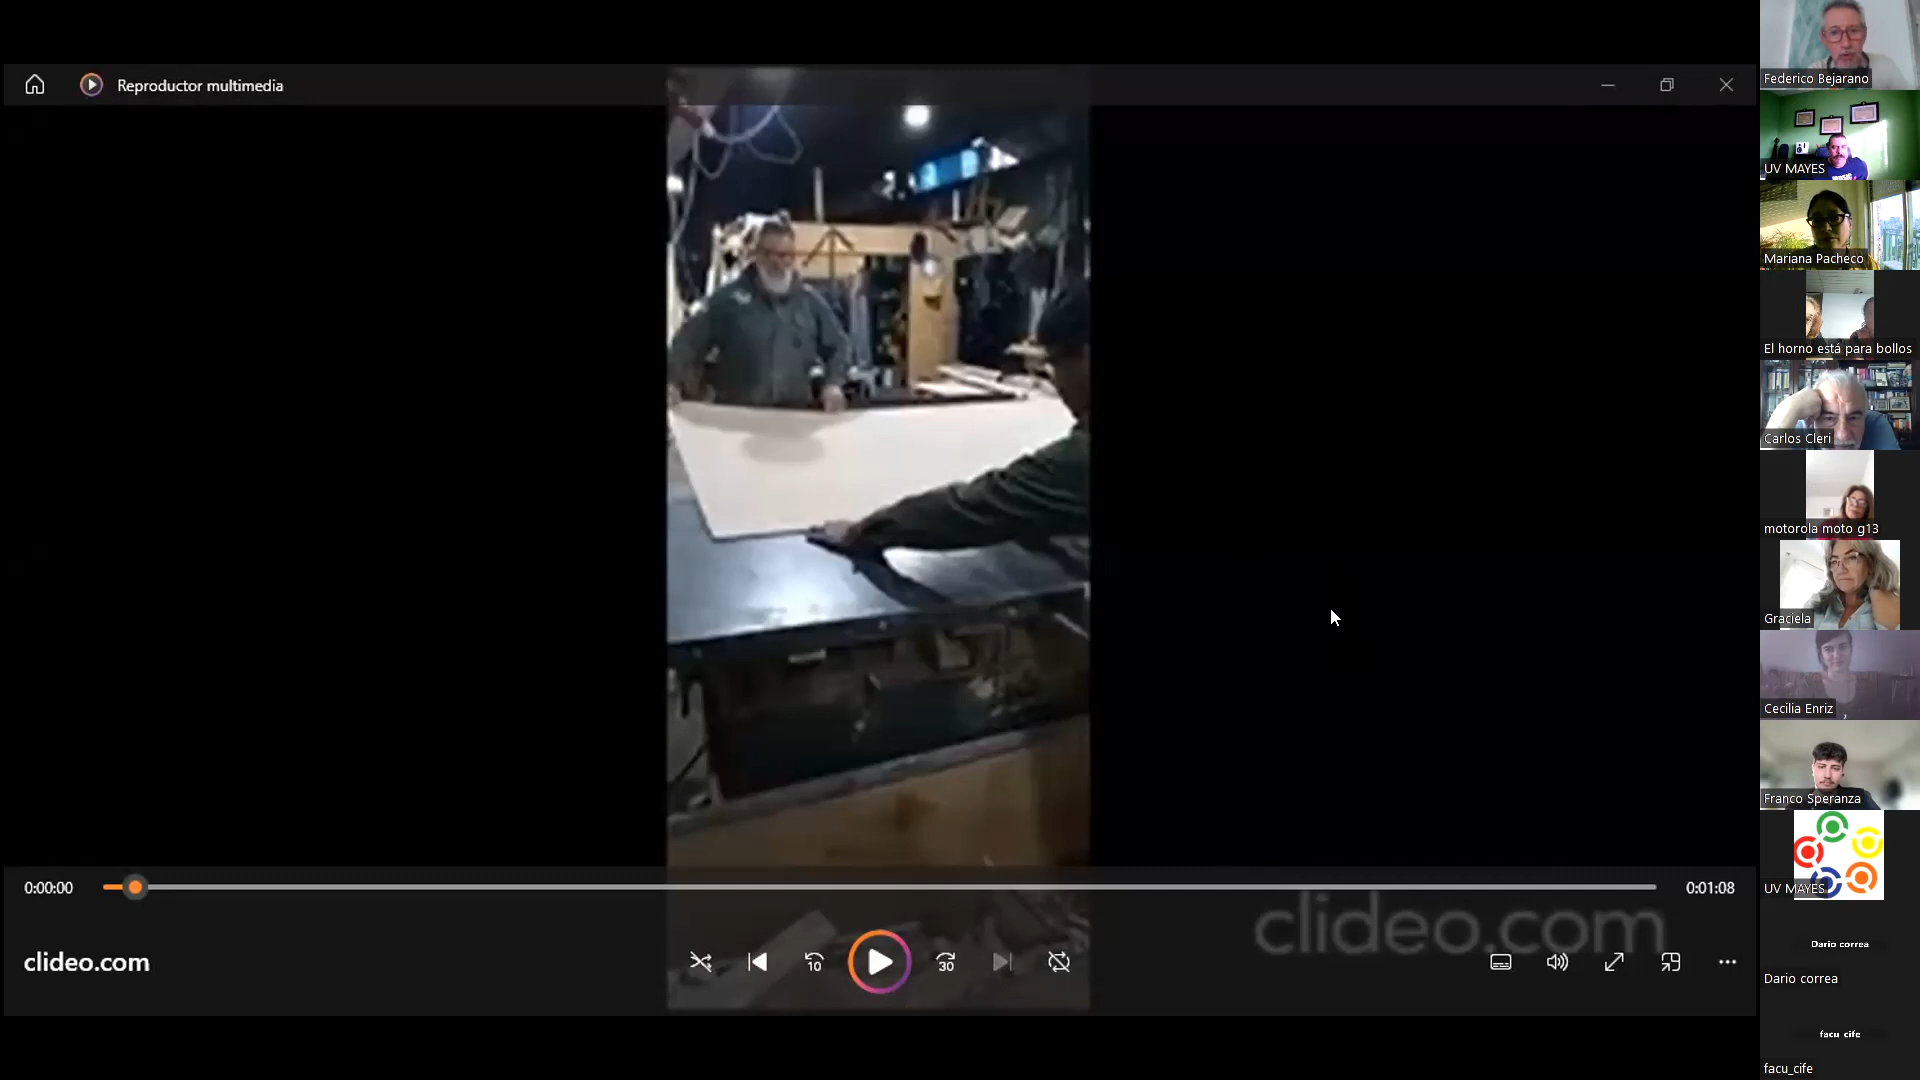 Reproductor multimedia
0:00:00
0:01:08
clideo.com
clideo.com
10
30
Federico Bejarano
UV MAYES
Mariana Pacheco
El horno está para bollos
Carlos Cleri
motorola moto g13
Graciela
Cecilia Enriz
Franco Speranza
UV MAYES
Dario correa
Dario correa
facu_cife
facu_cife